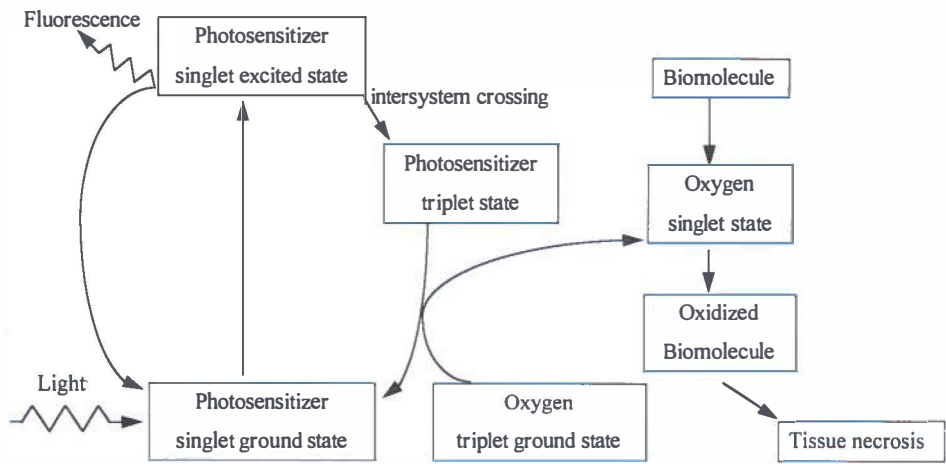 Fluorescence
Photosensitizer
singlet excited state
intersystem crossing
Biomolecule
Photosensitizer
triplet state
Oxygen
singlet state
Oxidized
Biomolecule
Light
Photosensitizer
singlet ground state
Oxygen
triplet ground state
Tissue necrosis